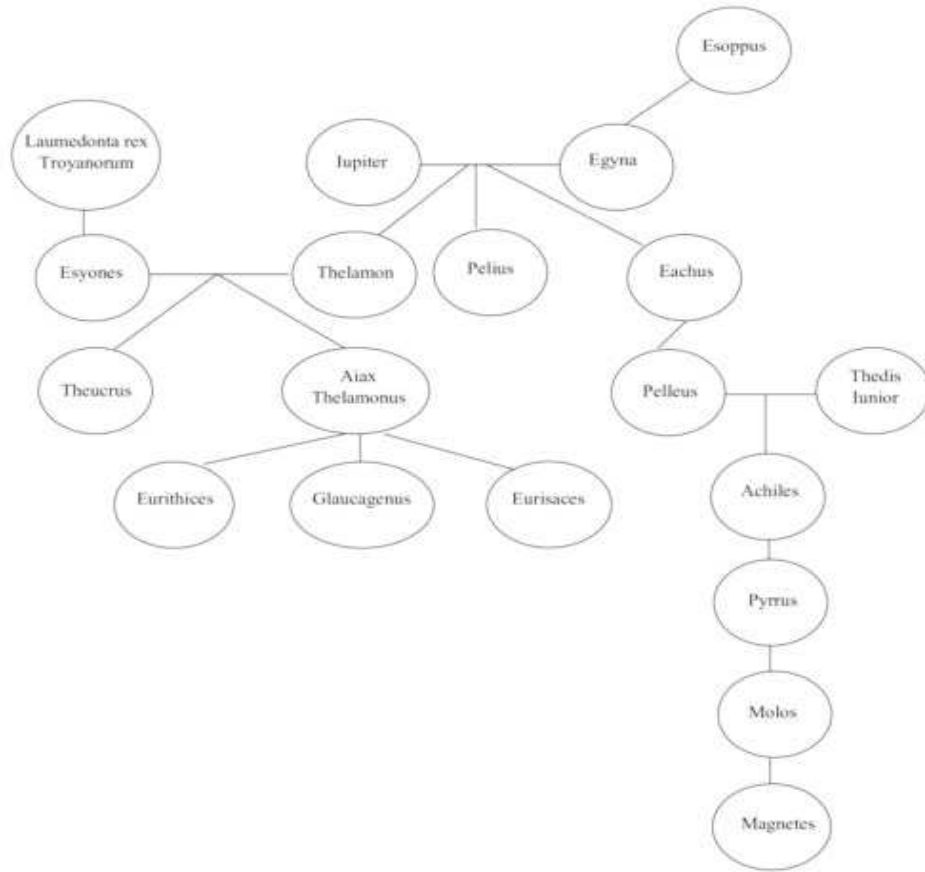 Esoppus
Laumedonta rex
Troyanorum
Iupiter
Egyna
Esyones
Thelamon
Pelius
Eachus
Theucrus
Aiax
Thelamonus
Pelleus
Thedis
Iunior
Eurithices
Glaucagenus
Eurisaces
Achiles
Pyrrus
Molos
Magnetes